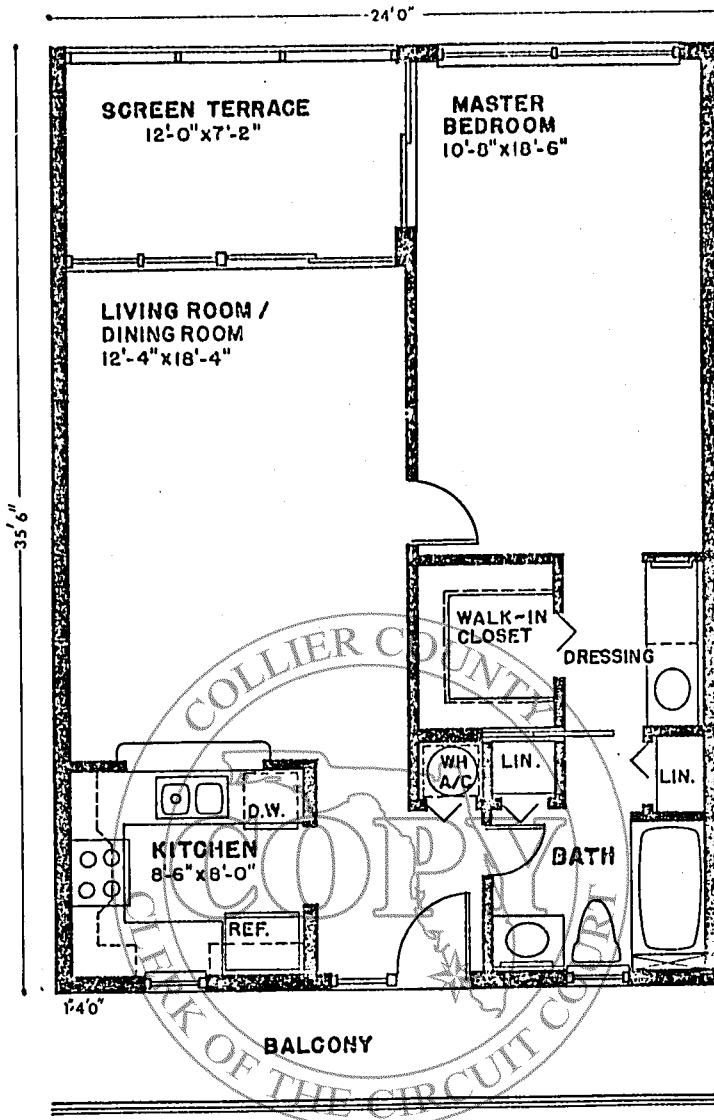 24'0"
SCREEN TERRACE
12'-0"x7'-2"
MASTER
BEDROOM
10'-8"x18'-6"
LIVING ROOM /
DINING ROOM
12'-4"x18'-4"
35'6"
WALK-IN
CLOSET
DRESSING
COLLIER COUNTY
WH
A/C
LIN.
LIN.
D.W.
COPY
KITCHEN
8'-6"x8'-0"
BATH
REF.
1"4'0"
BALCONY
CLERK OF THE CIRCUIT COURT